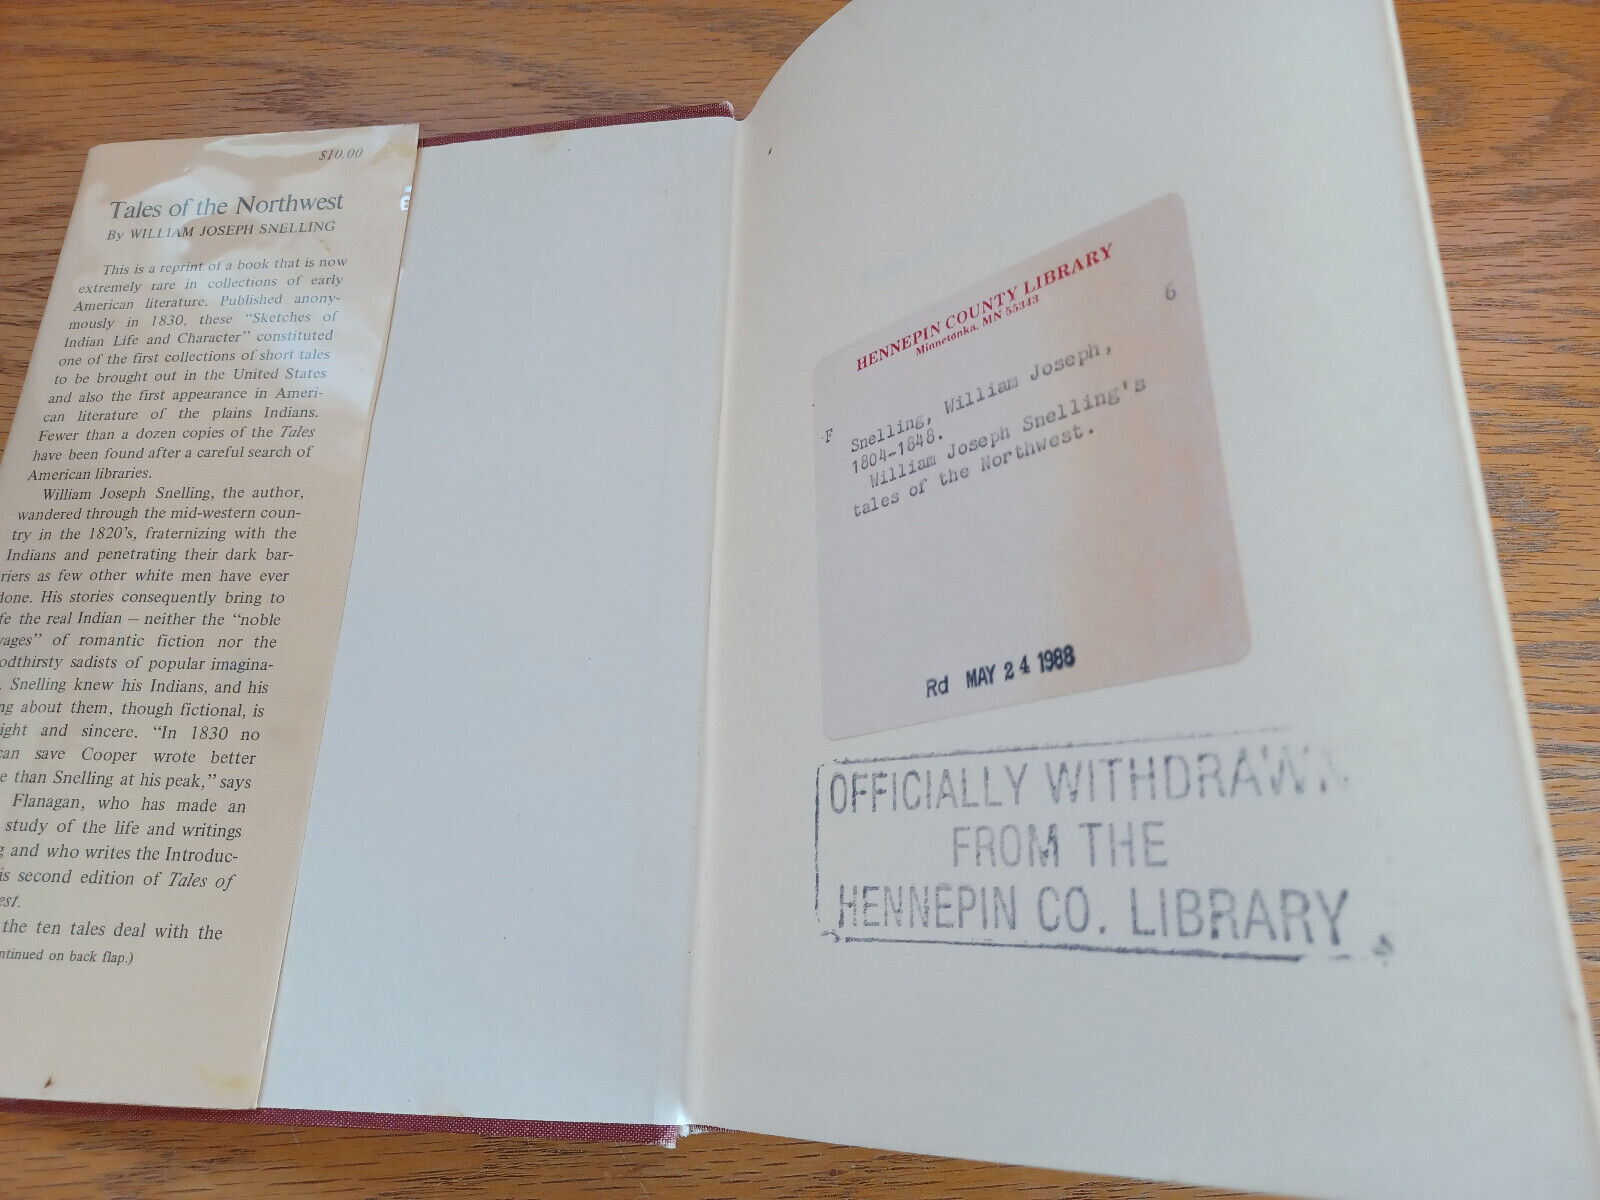 $10.00
Tales of the Northwest
By WILLIAM JOSEPH SNELLING
This is a reprint of a book that is now
extremely rare in collections of early
American literature. Published anony-
mously in 1830, these “Sketches of
Indian Life and Character” constituted
one of the first collections of short tales
to be brought out in the United States
and also the first appearance in Ameri-
can literature of the plains Indians.
Fewer than a dozen copies of the Tales
have been found after a careful search of
American libraries.
William Joseph Snelling, the author,
wandered through the mid-western coun-
try in the 1820’s, fraternizing with the
Indians and penetrating their dark bar-
riers as few other white men have ever
done. His stories consequently bring to
fe the real Indian – neither the “noble
vages” of romantic fiction nor the
odthirsty sadists of popular imagina-
. Snelling knew his Indians, and his
ng about them, though fictional, is
ight and sincere. “In 1830 no
can save Cooper wrote better
e than Snelling at his peak,” says
Flanagan, who has made an
study of the life and writings
g and who writes the Introduc-
is second edition of Tales of
est.
the ten tales deal with the
ntinued on back flap.)
HENNEPIN COUNTY LIBRARY
Minnetonka, MN 55343
6
F Snelling, William Joseph,
1804-1848.
William Joseph Snelling's
tales of the Northwest.
Rd MAY 24 1988
OFFICIALLY WITHDRAWN
FROM THE
HENNEPIN CO. LIBRARY